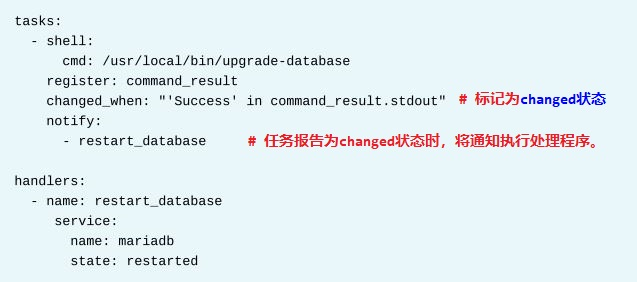 tasks:
  - shell:
      cmd: /usr/local/bin/upgrade-database
    register: command_result
    changed_when: "'Success' in command_result.stdout"  # 标记为changed状态
    notify:
      - restart_database     # 任务报告为changed状态时，将通知执行处理程序。
handlers:
  - name: restart_database
     service:
       name: mariadb
       state: restarted